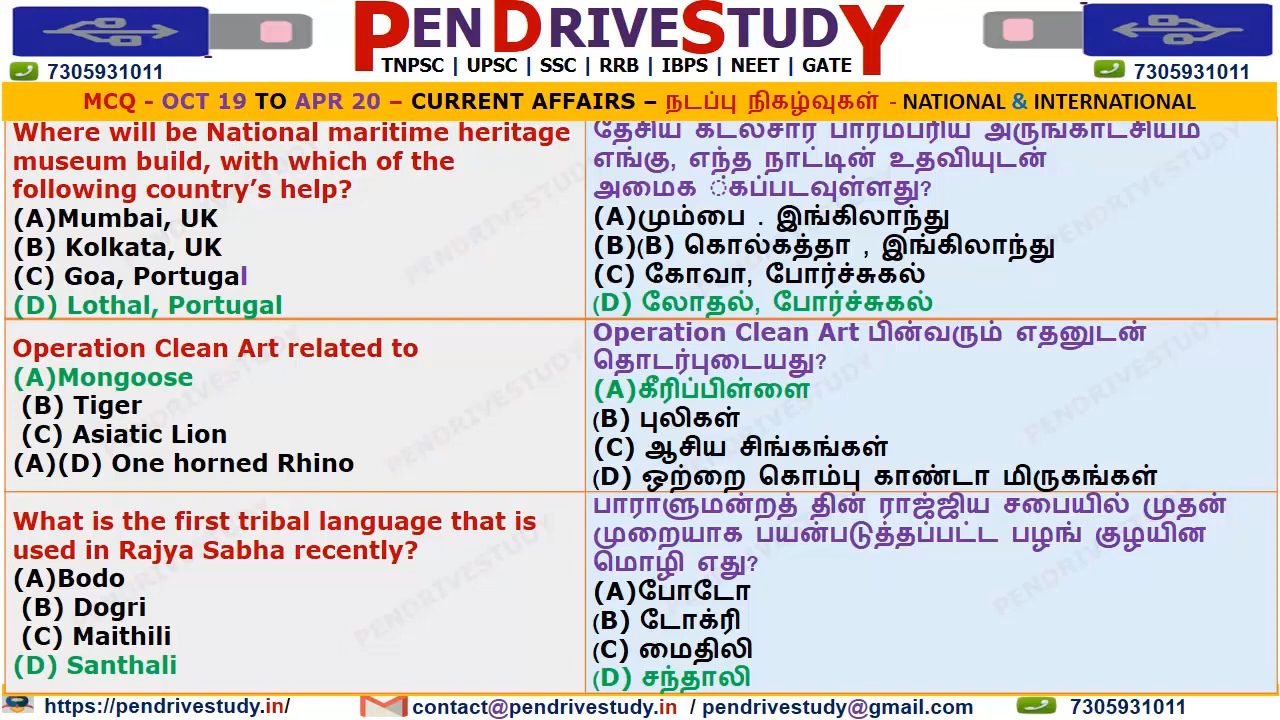 PENDRIVESTUDY
TNPSC | UPSC | SSC | RRB | IBPS | NEET | GATE
7305931011
7305931011
MCQ - OCT 19 TO APR 20 – CURRENT AFFAIRS – நடப்பு நிகழ்வுகள் - NATIONAL & INTERNATIONAL
Where will be National maritime heritage
museum build, with which of the
following country’s help?
(A)Mumbai, UK
(B) Kolkata, UK
(C) Goa, Portugal
(D) Lothal, Portugal
தேசிய கடல்சார் பாரம்பரிய அருங்காட்சியம்
எங்கு, எந்த நாட்டின் உதவியுடன்
அமைக ்கப்படவுள்ளது?
(A)(மும்பை . இங்கிலாந்து
(B)(B) கொல்கத்தா , இங்கிலாந்து
(C) கோவா, போர்ச்சுகல்
(D) லோதல், போர்ச்சுகல்
Operation Clean Art related to
(A)Mongoose
(B) Tiger
(C) Asiatic Lion
(A)(D) One horned Rhino
Operation Clean Art பின்வரும் எதனுடன்
தொடர்புடையது?
(A)கீரிப்பிள்ளை
(B) புலிகள்
(C) ஆசிய சிங்கங்கள்
(D) ஒற்றை கொம்பு காண்டா மிருகங்கள்
What is the first tribal language that is
used in Rajya Sabha recently?
(A)Bodo
(B) Dogri
(C) Maithili
(D) Santhali
பாராளுமன்றத் தின் ராஜ்ஜிய சபையில் முதன்
முறையாக பயன்படுத்தப்பட்ட பழங் குழயின
மொழி எது?
(A)போடோ
(B) டோக்ரி
(C) மைதிலி
(D) சந்தாலி
https://pendrivestudy.in/
contact@pendrivestudy.in / pendrivestudy@gmail.com
7305931011